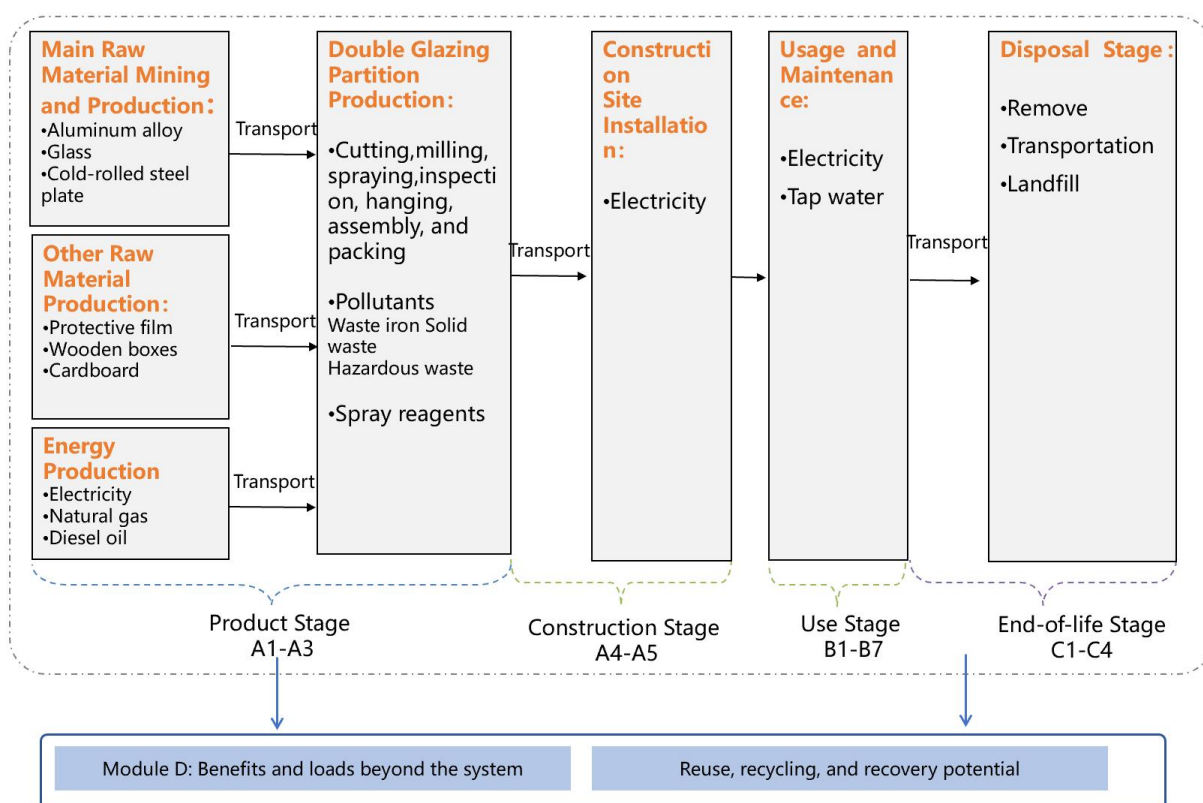 Main Raw
Material Mining
and Production：
•Aluminum alloy
•Glass
•Cold-rolled steel
plate
Transport
Other Raw
Material
Production：
•Protective film
•Wooden boxes
•Cardboard
Transport
Energy
Production
•Electricity
•Natural gas
•Diesel oil
Transport
Double Glazing
Partition
Production：
•Cutting,milling,
spraying,inspecti
on, hanging,
assembly, and
packing
•Pollutants
Waste iron Solid
waste
Hazardous waste
•Spray reagents
Transport
Constructi
on
Site
Installatio
n：
•Electricity
Usage and
Maintenan
ce:
•Electricity
•Tap water
Transport
Disposal Stage：
•Remove
•Transportation
•Landfill
Product Stage
A1-A3
Construction Stage
A4-A5
Use Stage
B1-B7
End-of-life Stage
C1-C4
Module D: Benefits and loads beyond the system
Reuse, recycling, and recovery potential